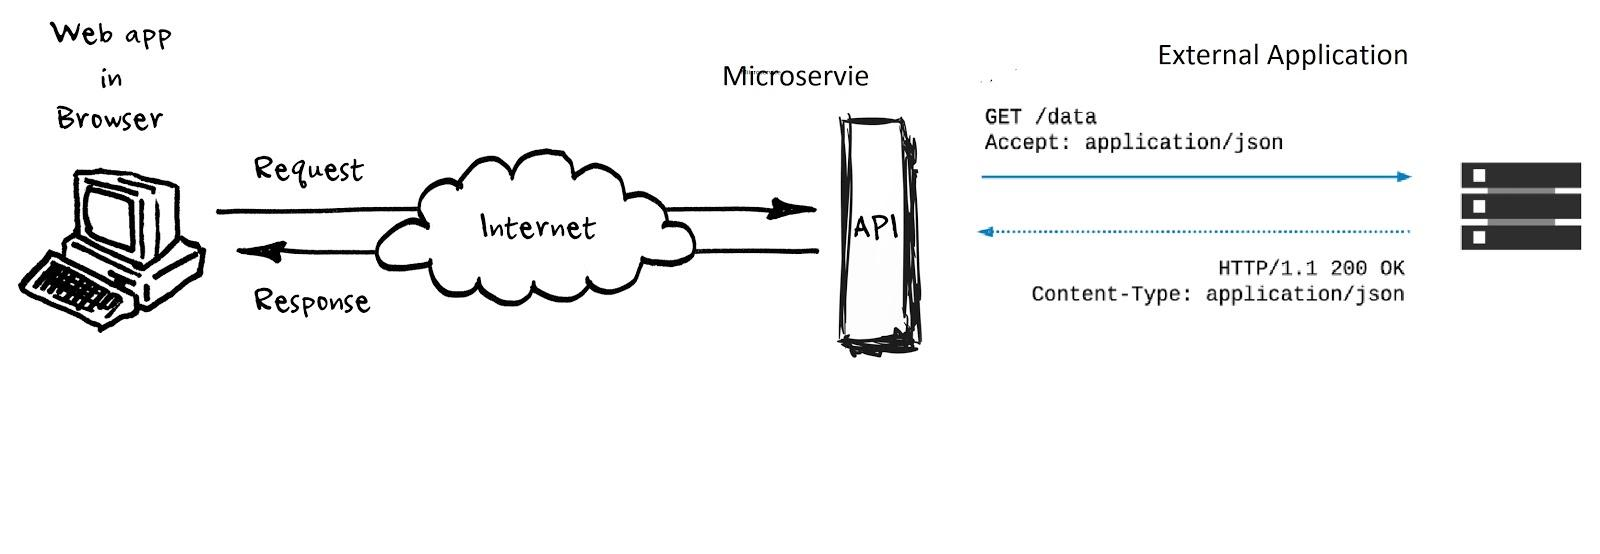 Web app
in
Browser
Request
Internet
Response
Microservie
API
External Application
GET /data
Accept: application/json
HTTP/1.1 200 OK
Content-Type: application/json